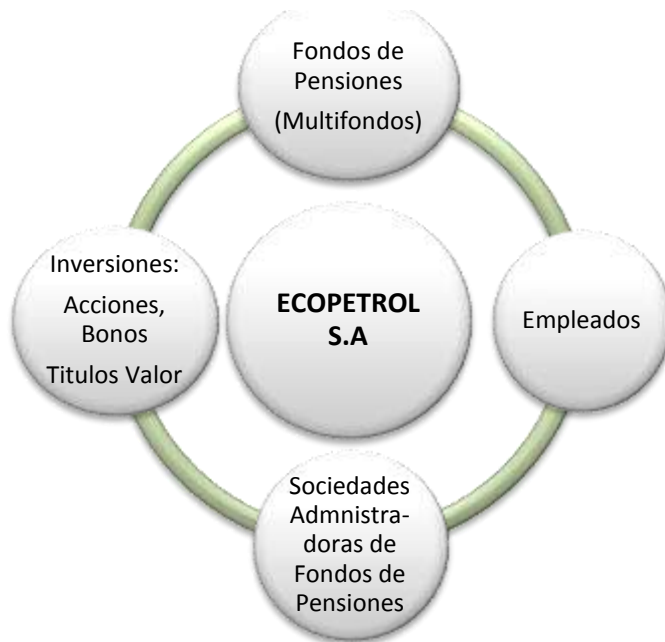 Fondos de
Pensiones
(Multifondos)
Inversiones:
Acciones,
Bonos
Titulos Valor
ECOPETROL
S.A
Empleados
Sociedades
Admnistra-
doras de
Fondos de
Pensiones